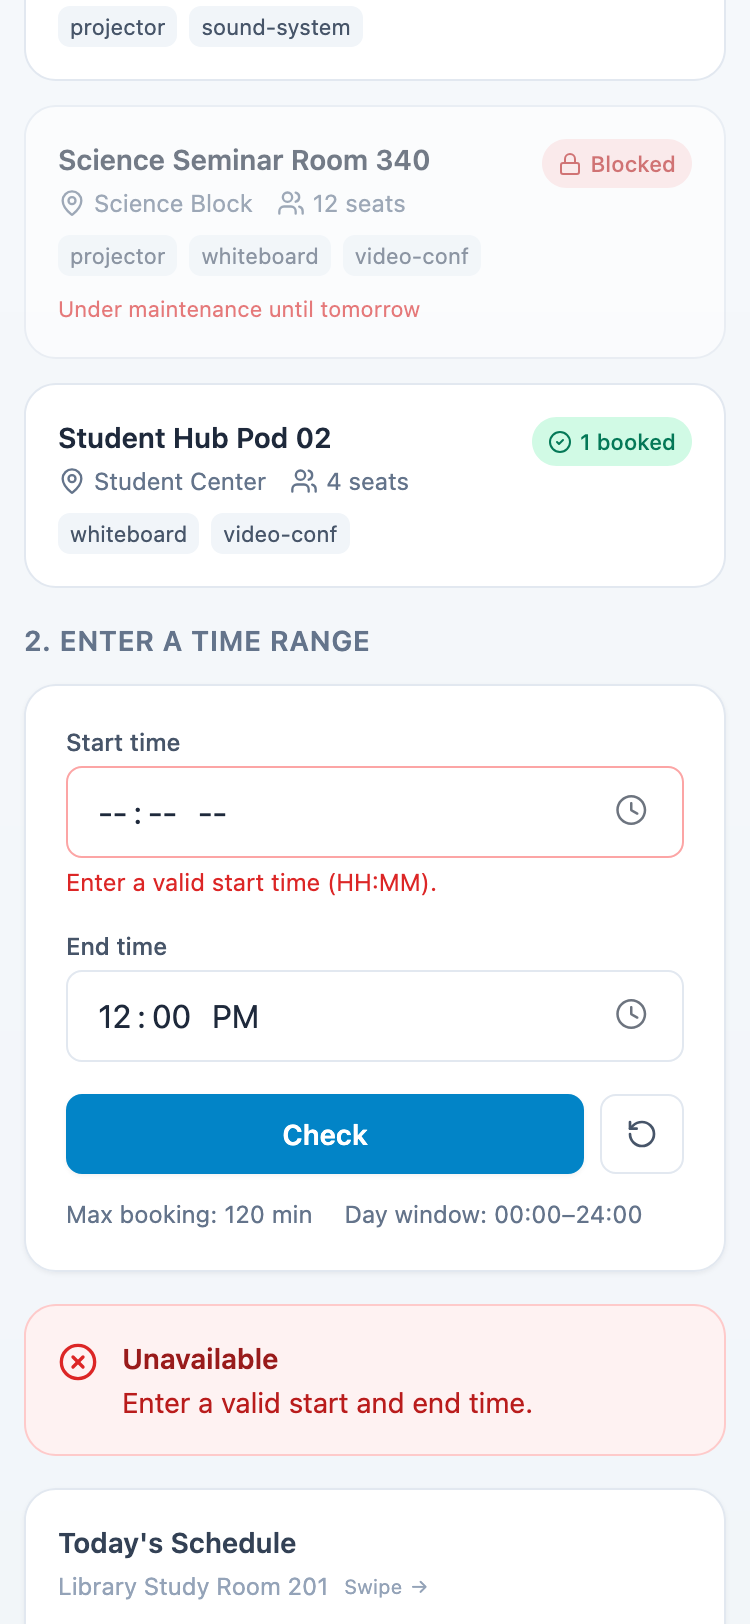 projector sound-system
Science Seminar Room 340
Blocked
Science Block 12 seats
projector whiteboard video-conf
Under maintenance until tomorrow
Student Hub Pod 02
1 booked
Student Center 4 seats
whiteboard video-conf
2. ENTER A TIME RANGE
Start time
--:-- --
Enter a valid start time (HH:MM).
End time
12:00 PM
Check
Max booking: 120 min Day window: 00:00–24:00
Unavailable
Enter a valid start and end time.
Today's Schedule
Library Study Room 201 Swipe →